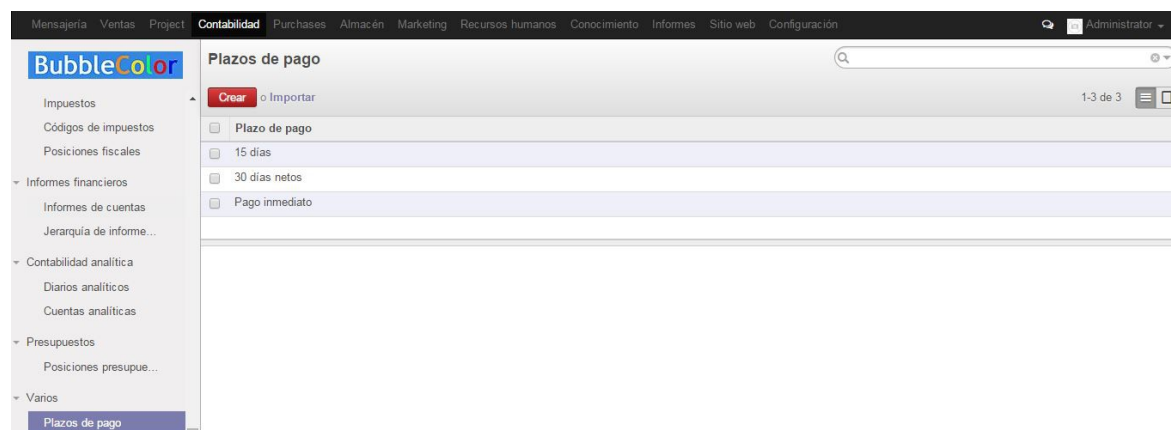 Mensajería Ventas Project Contabilidad Purchases Almacén Marketing Recursos humanos Conocimiento Informes Sitio web Configuración Administrator
BubbleColor
Plazos de pago
Crear o Importar
1-3 de 3
Impuestos
Códigos de impuestos
Posiciones fiscales
Informes financieros
Informes de cuentas
Jerarquía de informe...
Contabilidad analítica
Diarios analíticos
Cuentas analíticas
Presupuestos
Posiciones presupue...
Varios
Plazos de pago
Plazo de pago
15 días
30 días netos
Pago inmediato